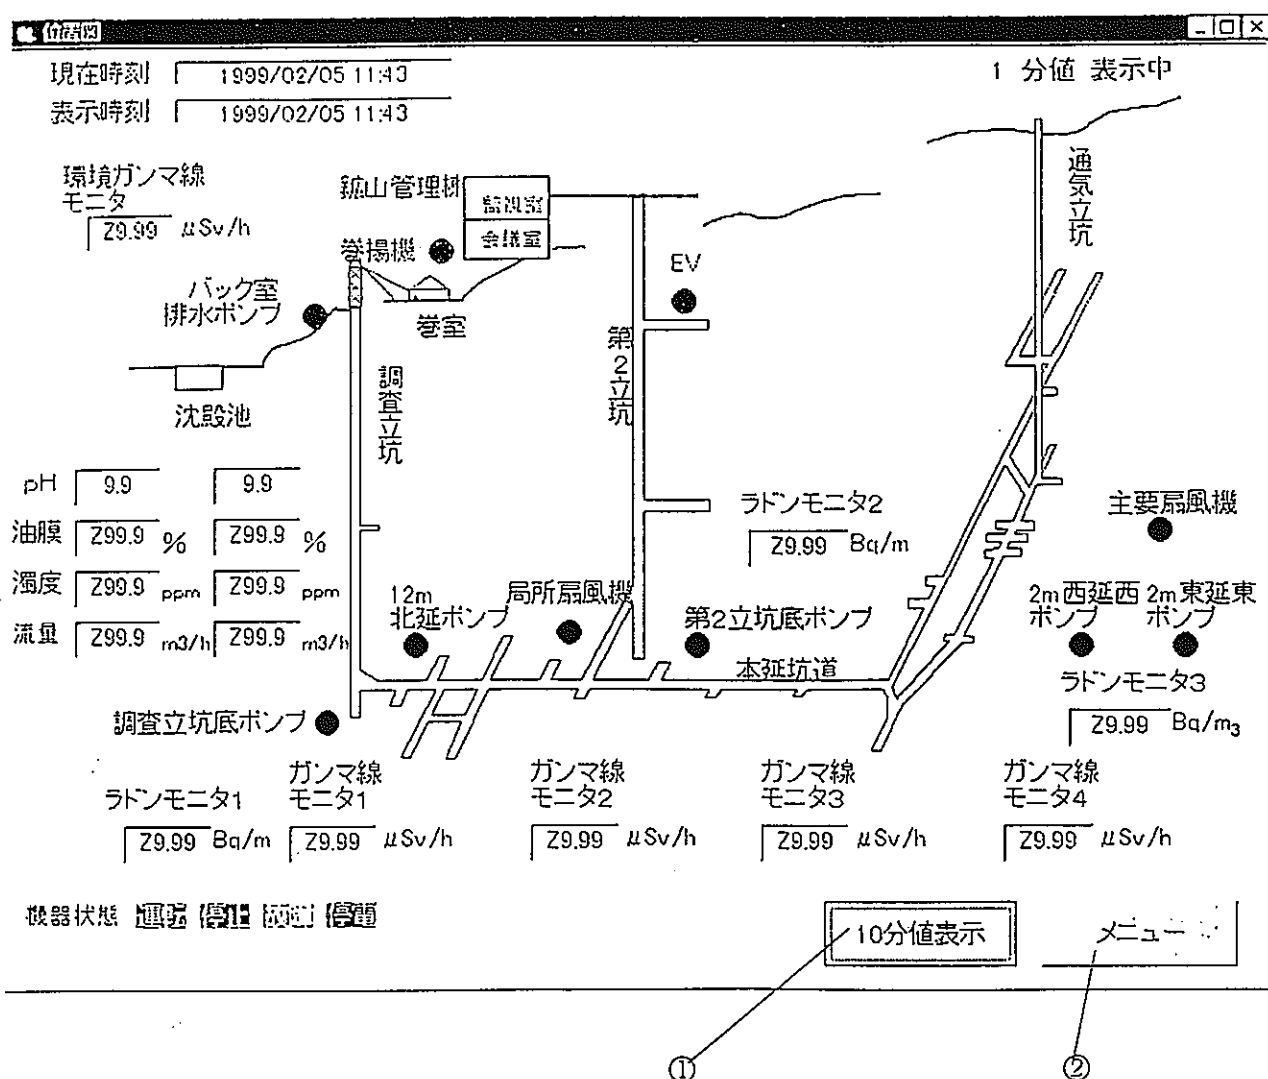 位置図
現在時刻 1999/02/05 11:43
1 分値 表示中
表示時刻 1999/02/05 11:43
環境ガンマ線
モニタ
Z9.99 μSv/h
鉱山管理棟
監視室
会議室
通気立坑
巻揚機
EV
バック室
排水ポンプ
巻室
第2立坑
調査立坑
沈殿池
pH 9.9 9.9
油膜 Z99.9 % Z99.9 %
濁度 Z99.9 ppm Z99.9 ppm
流量 Z99.9 m3/h Z99.9 m3/h
ラドンモニタ2
Z9.99 Bq/m
主要扇風機
12m
北延ポンプ
局所扇風機
第2立坑底ポンプ
2m西延西
ポンプ
2m東延東
ポンプ
本延坑道
ラドンモニタ3
Z9.99 Bq/m3
調査立坑底ポンプ
ラドンモニタ1
Z9.99 Bq/m
ガンマ線
モニタ1
Z9.99 μSv/h
ガンマ線
モニタ2
Z9.99 μSv/h
ガンマ線
モニタ3
Z9.99 μSv/h
ガンマ線
モニタ4
Z9.99 μSv/h
機器状態 運転 停止 停電
10分値表示
メニュー
① ②